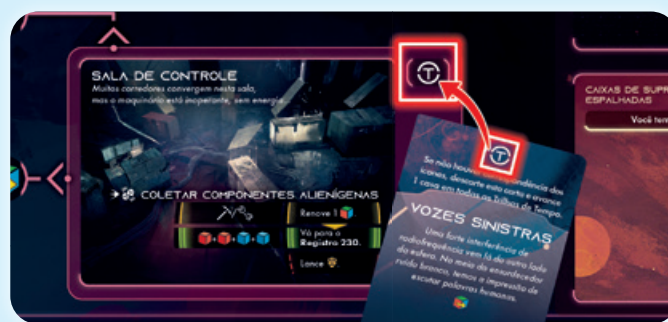 SALA DE CONTROLE
Muitos corredores convergem nesta sala,
mas o maquinário está inoperante, sem energia...
COLETAR COMPONENTES ALIENÍGENAS
Renove 1
Vá para o
Registro 230.
Lance
T
T
Se não houver correspondência dos
ícones, descarte esta carta e avance
1 casa em todas as Trilhas de Tempo.
VOZES SINISTRAS
Uma forte interferência de
radiofrequência vem lá do outro lado
da esfera. No meio do ensurdecedor
ruído branco, temos a impressão de
escutar palavras humanas.
CAIXAS DE SUPR
ESPALHADAS
Você tem